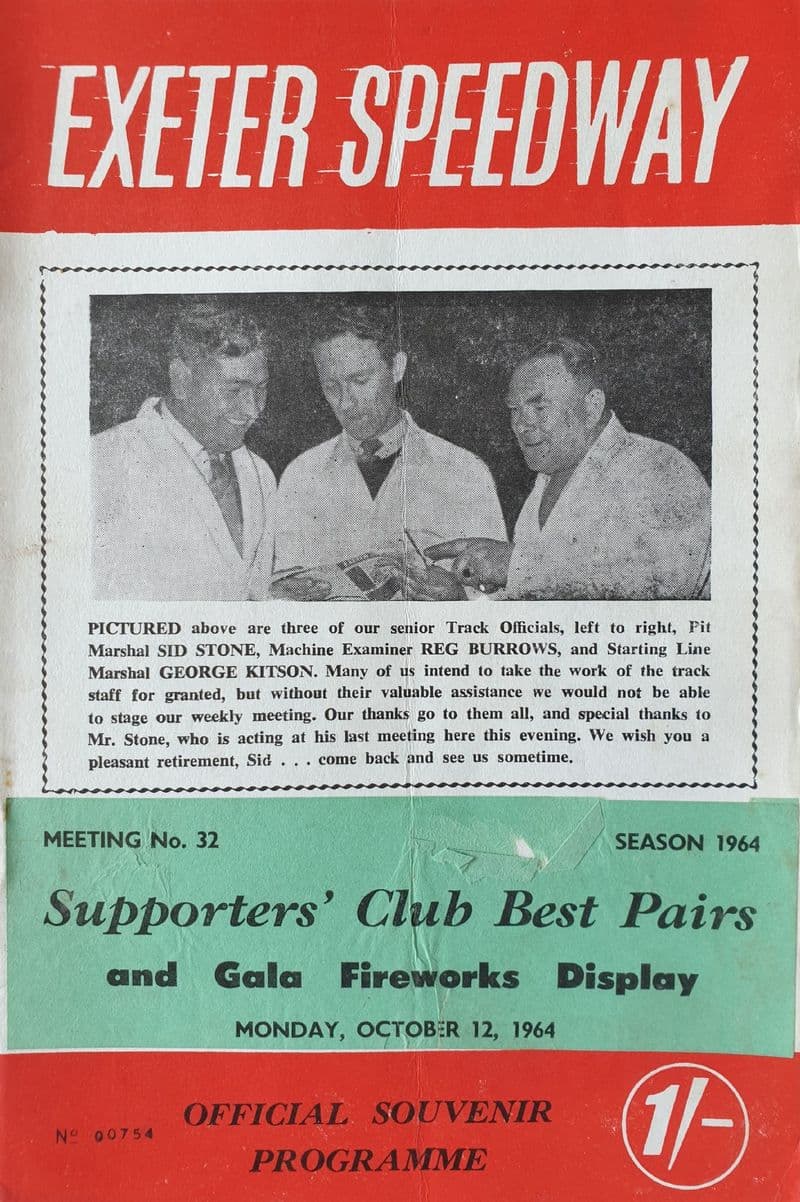 EXETER SPEEDWAY
PICTURED above are three of our senior Track Officials, left to right, Pit
Marshal SID STONE, Machine Examiner REG BURROWS, and Starting Line
Marshal GEORGE KITSON. Many of us intend to take the work of the track
staff for granted, but without their valuable assistance we would not be able
to stage our weekly meeting. Our thanks go to them all, and special thanks to
Mr. Stone, who is acting at his last meeting here this evening. We wish you a
pleasant retirement, Sid . . . come back and see us sometime.
MEETING No. 32
SEASON 1964
Supporters' Club Best Pairs
and Gala Fireworks Display
MONDAY, OCTOBER 12, 1964
OFFICIAL SOUVENIR
PROGRAMME
Nº 00754
1/-